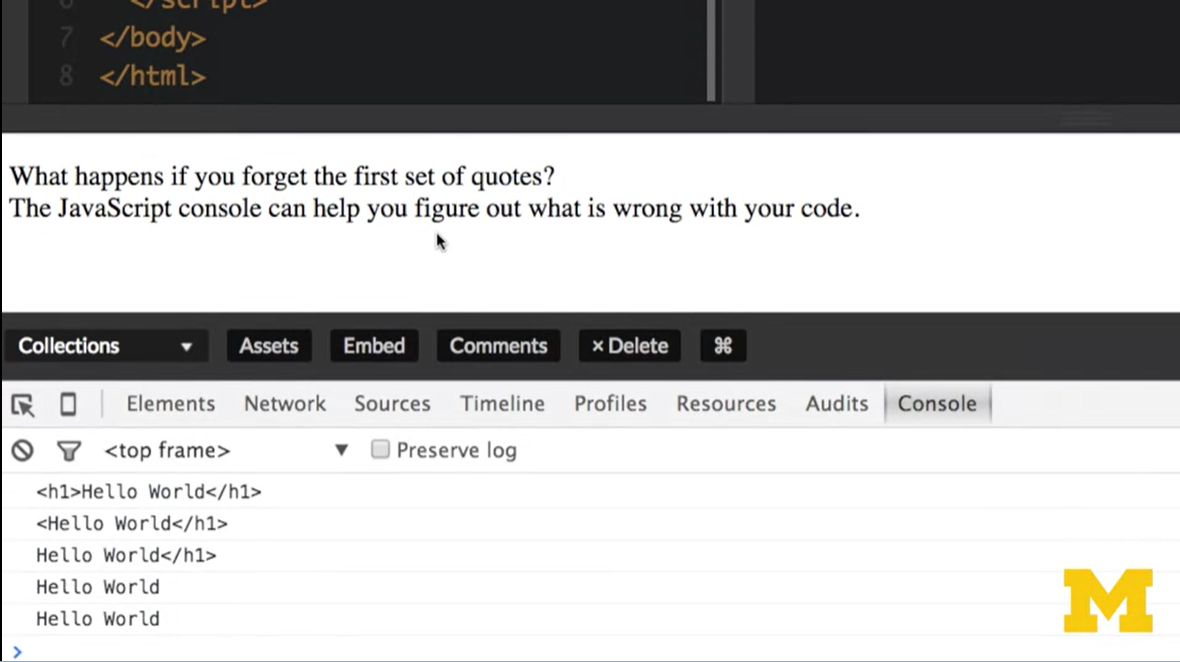 6 </script>
7 </body>
8 </html>
What happens if you forget the first set of quotes?
The JavaScript console can help you figure out what is wrong with your code.
Collections ▼ Assets Embed Comments × Delete ⌘
Elements Network Sources Timeline Profiles Resources Audits Console
<top frame> ▼ Preserve log
<h1>Hello World</h1>
<Hello World</h1>
Hello World</h1>
Hello World
Hello World
>
M